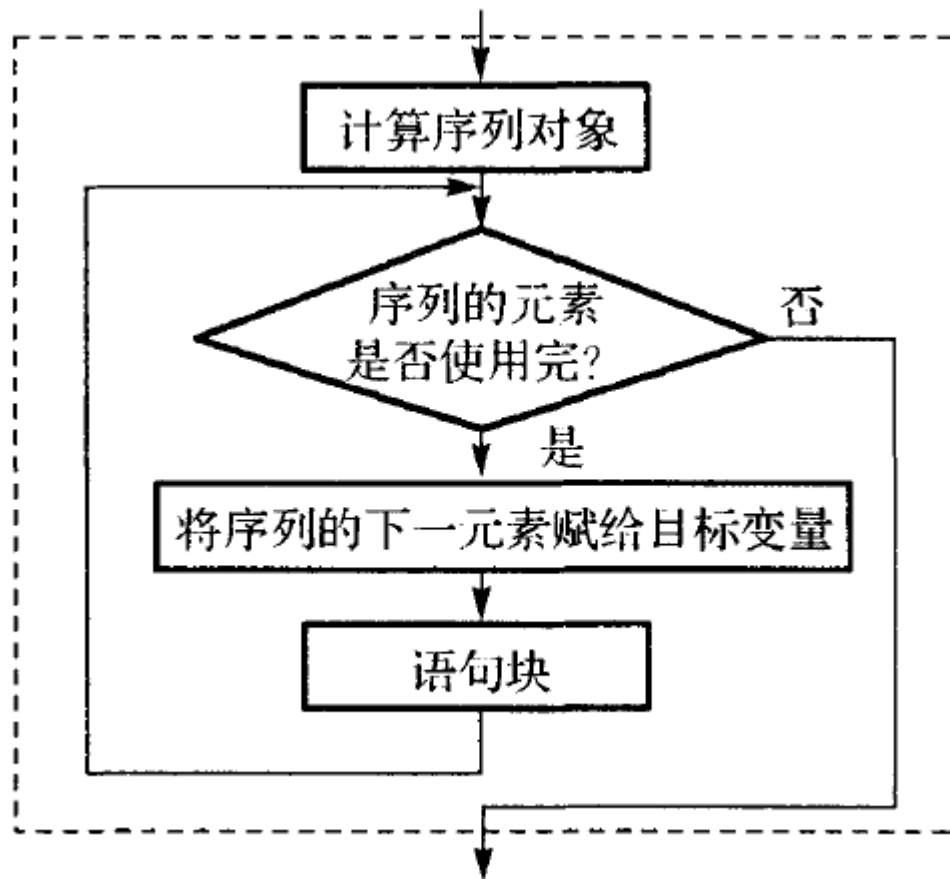 计算序列对象
序列的元素
是否使用完?
否
是
将序列的下一元素赋给目标变量
语句块